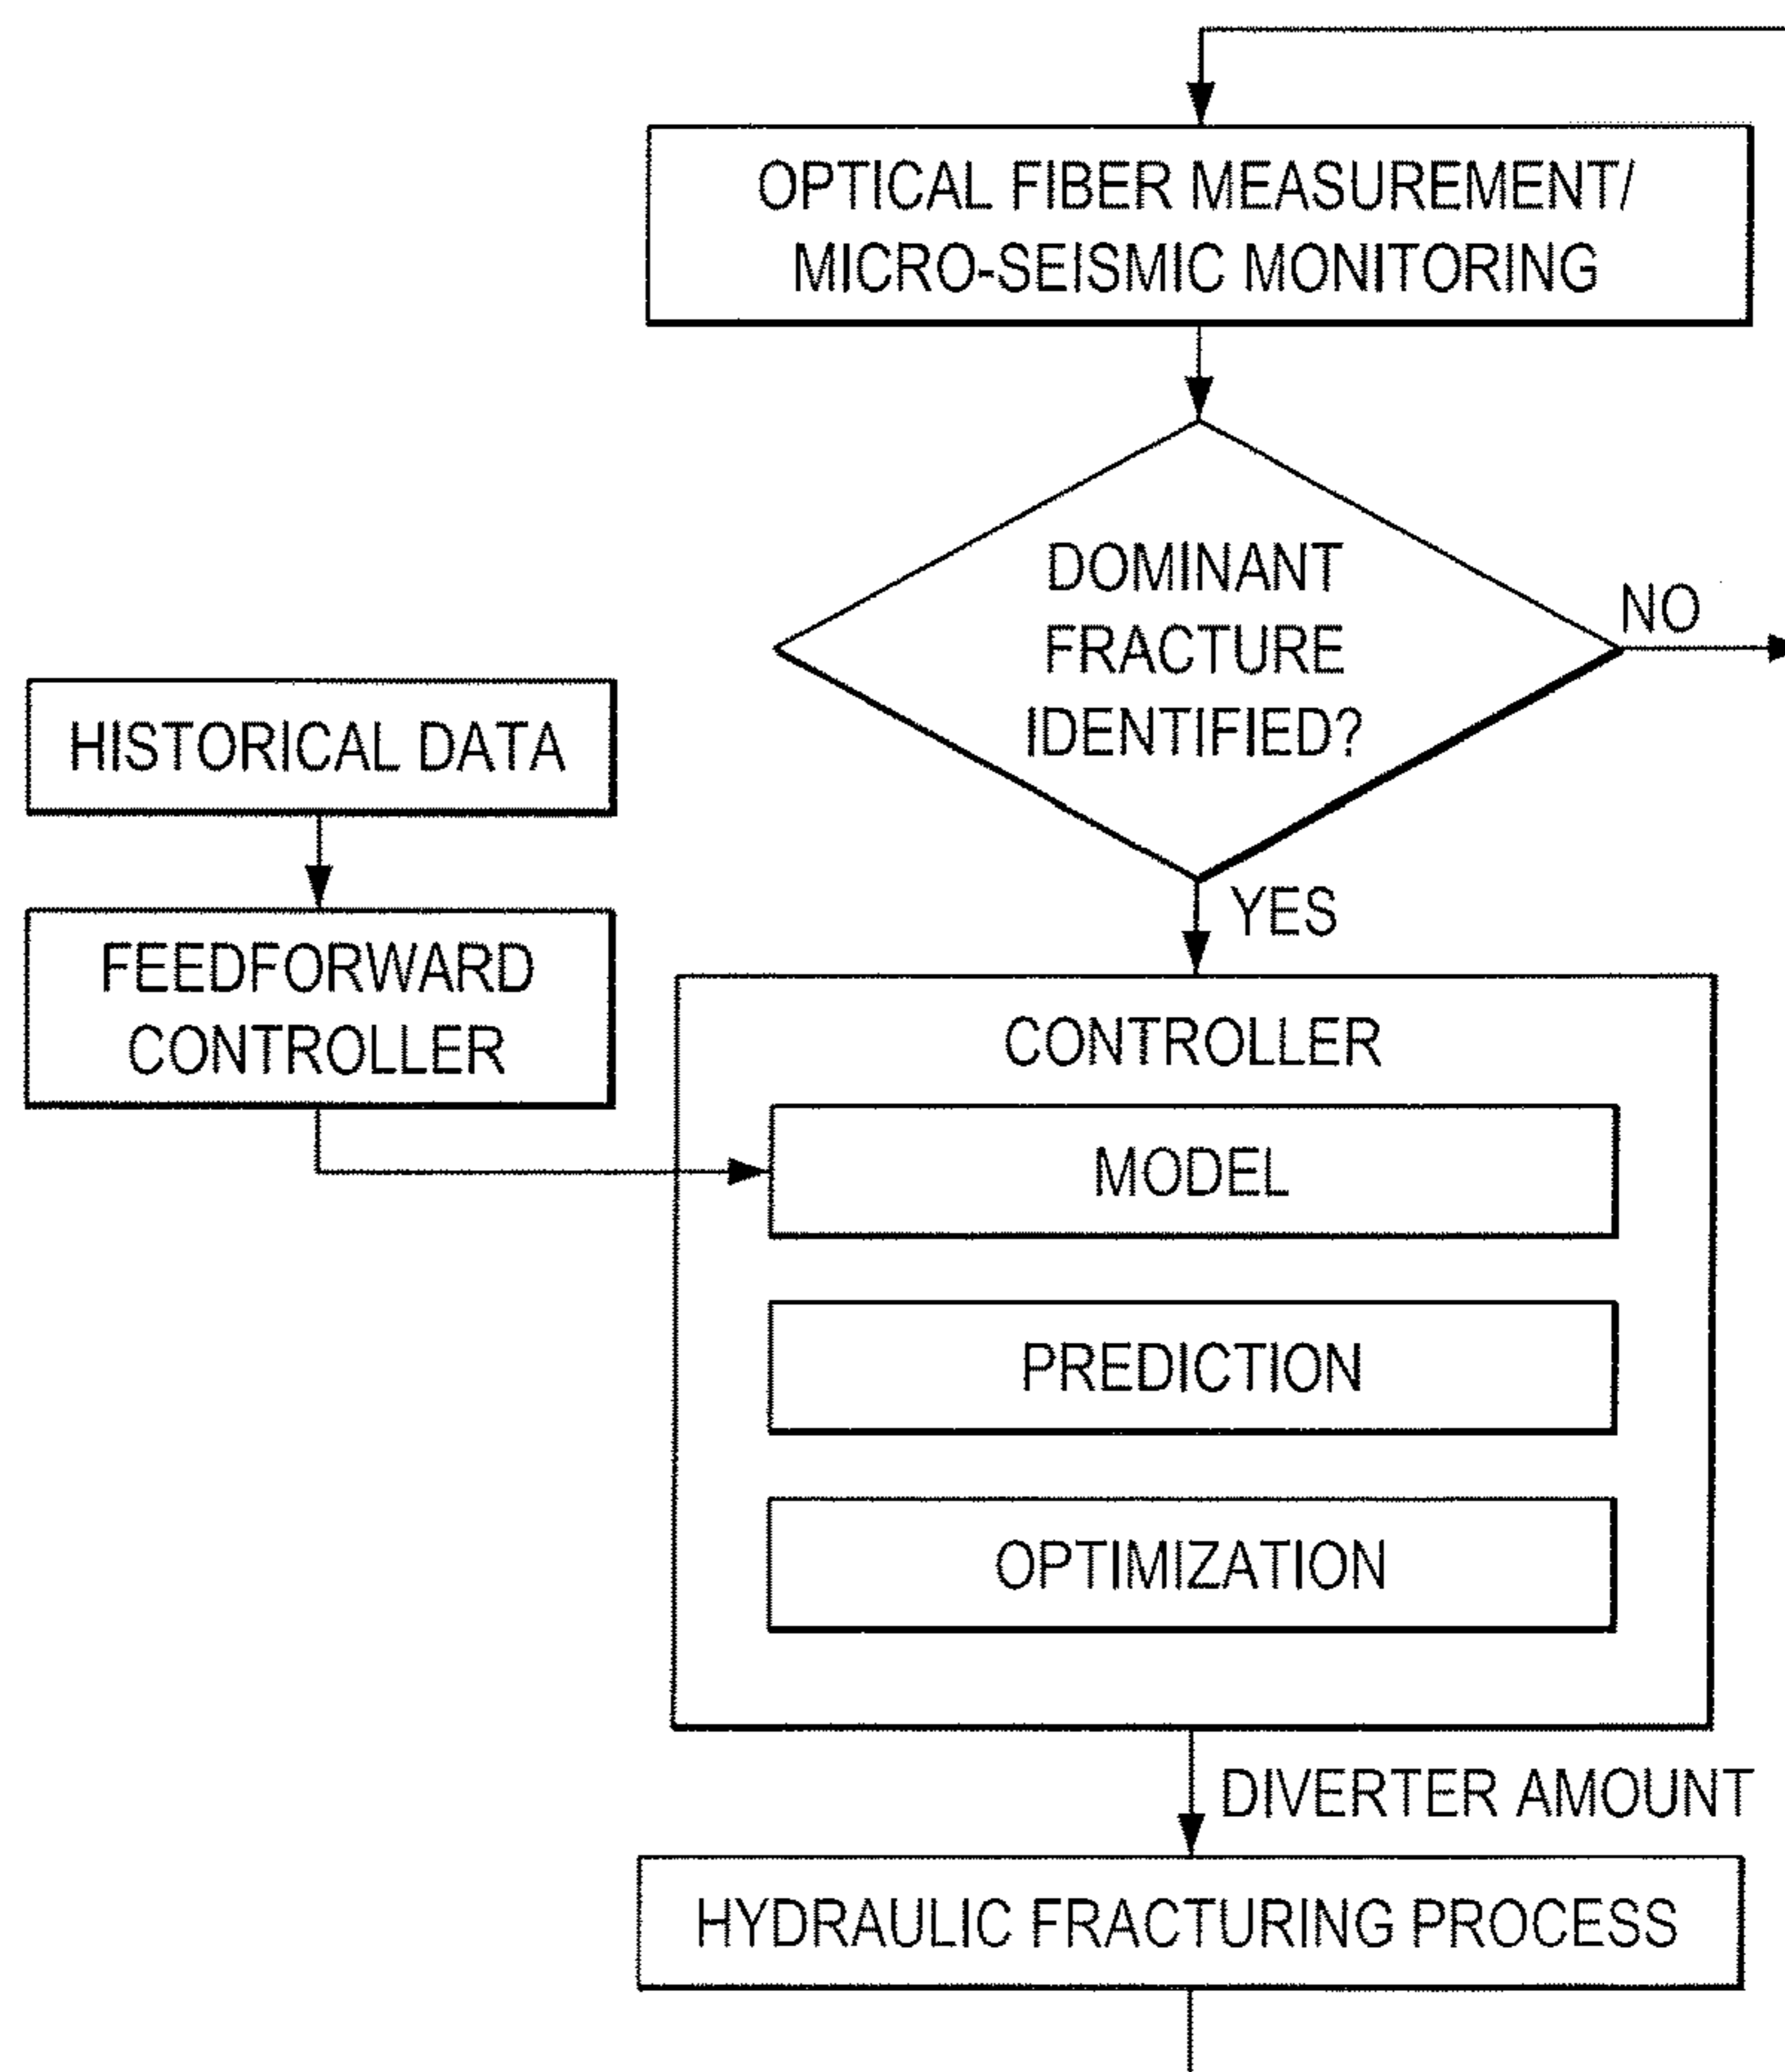 OPTICAL FIBER MEASUREMENT/
MICRO-SEISMIC MONITORING
DOMINANT
FRACTURE
IDENTIFIED?
NO
HISTORICAL DATA
YES
FEEDFORWARD
CONTROLLER
CONTROLLER
MODEL
PREDICTION
OPTIMIZATION
DIVERTER AMOUNT
HYDRAULIC FRACTURING PROCESS